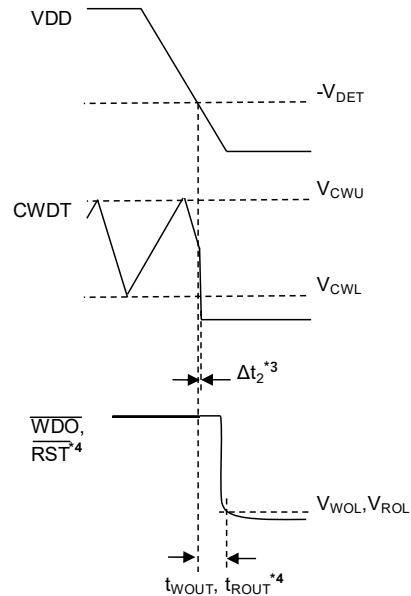 VDD
-VDET
VCWU
CWDT
VCWL
Δt2*3
WDO,
RST*4
VWOL,VROL
tWOUT, tROUT*4